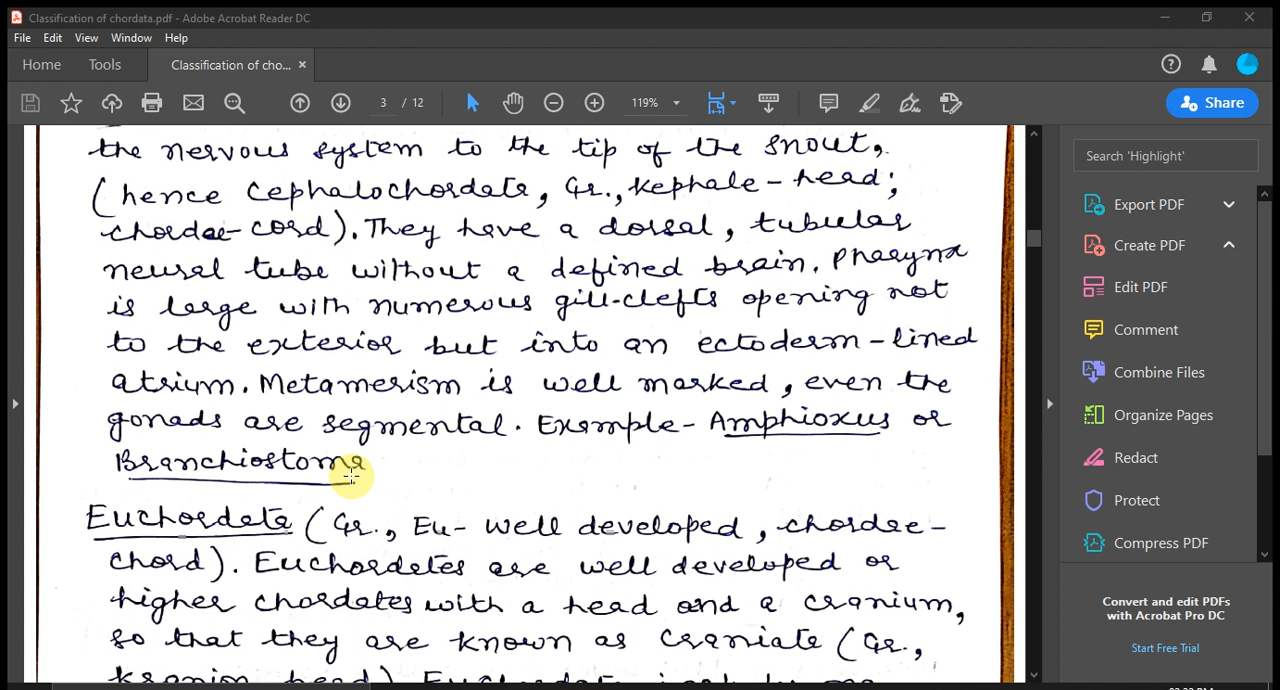 Classification of chordata.pdf - Adobe Acrobat Reader DC
File Edit View Window Help
Home Tools Classification of cho... ×
3 / 12 119% Share
the nervous system to the tip of the snout,
(hence Cephalochordata, Gr., kephale-head;
chordae-cord). They have a dorsal, tubular
neural tube without a defined brain. Pharynx
is large with numerous gill-clefts opening not
to the exterior but into an ectoderm-lined
atrium. Metamerism is well marked, even the
gonads are segmental. Example- Amphioxus or
Branchiostoma
Euchordata (Gr., Eu- well developed, chordae-
chord). Euchordates are well developed or
higher chordates with a head and a cranium,
so that they are known as Craniata (Gr.,
Search 'Highlight'
Export PDF
Create PDF
Edit PDF
Comment
Combine Files
Organize Pages
Redact
Protect
Compress PDF
Convert and edit PDFs
with Acrobat Pro DC
Start Free Trial